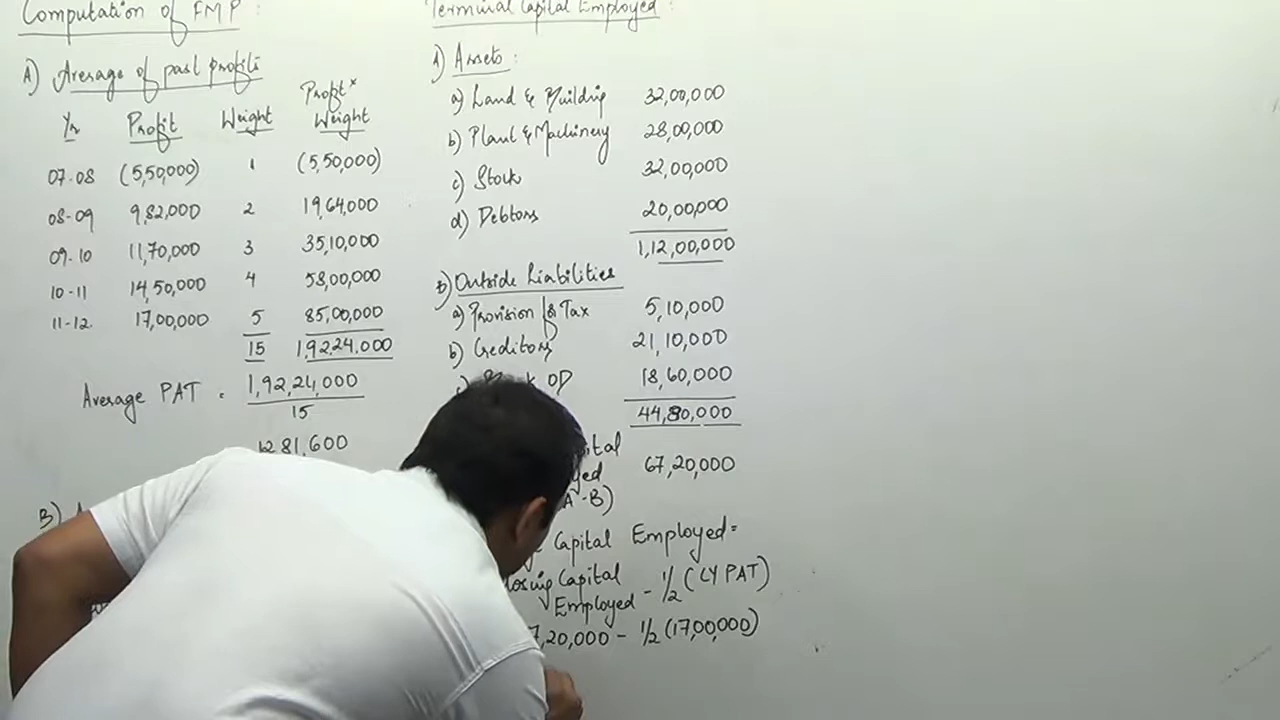 Computation of FMP :
A) Average of past profits
Yr Profit Weight Profit × Weight
07-08 (5,50,000) 1 (5,50,000)
08-09 9,82,000 2 19,64,000
09-10 11,70,000 3 35,10,000
10-11 14,50,000 4 58,00,000
11-12. 17,00,000 5 85,00,000
15 1,92,24,000
Average PAT = 1,92,24,000
15
1281,600
B)
Terminal Capital Employed :
A) Assets :
a) Land & Building 32,00,000
b) Plant & Machinery 28,00,000
c) Stock 32,00,000
d) Debtors 20,00,000
1,12,00,000
B) Outside Liabilities
a) Provision for Tax 5,10,000
b) Creditors 21,10,000
OD 18,60,000
44,80,000
67,20,000
A-B)
Capital Employed =
Capital
Employed - 1/2 (CY PAT)
7,20,000 - 1/2 (17,00,000)